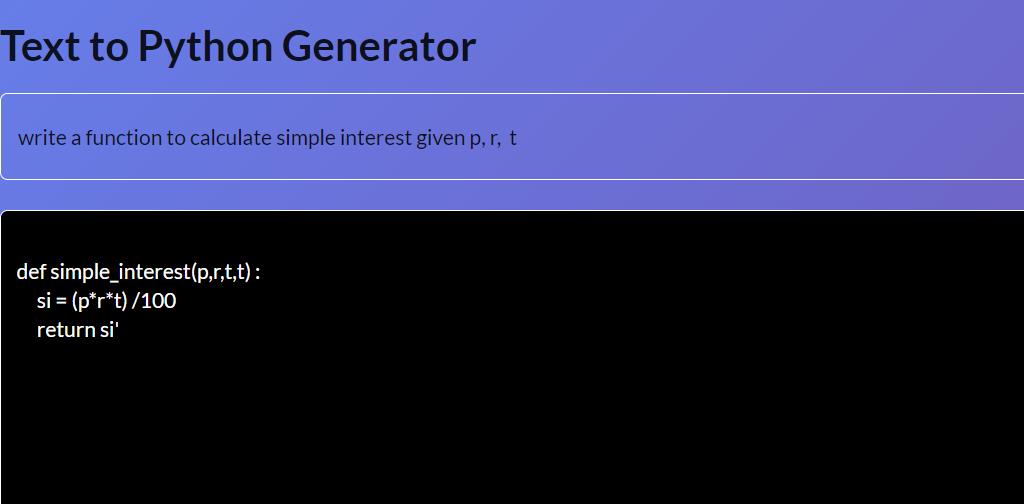 Text to Python Generator
write a function to calculate simple interest given p, r,  t
def simple_interest(p,r,t,t) :
    si = (p*r*t) /100
    return si'